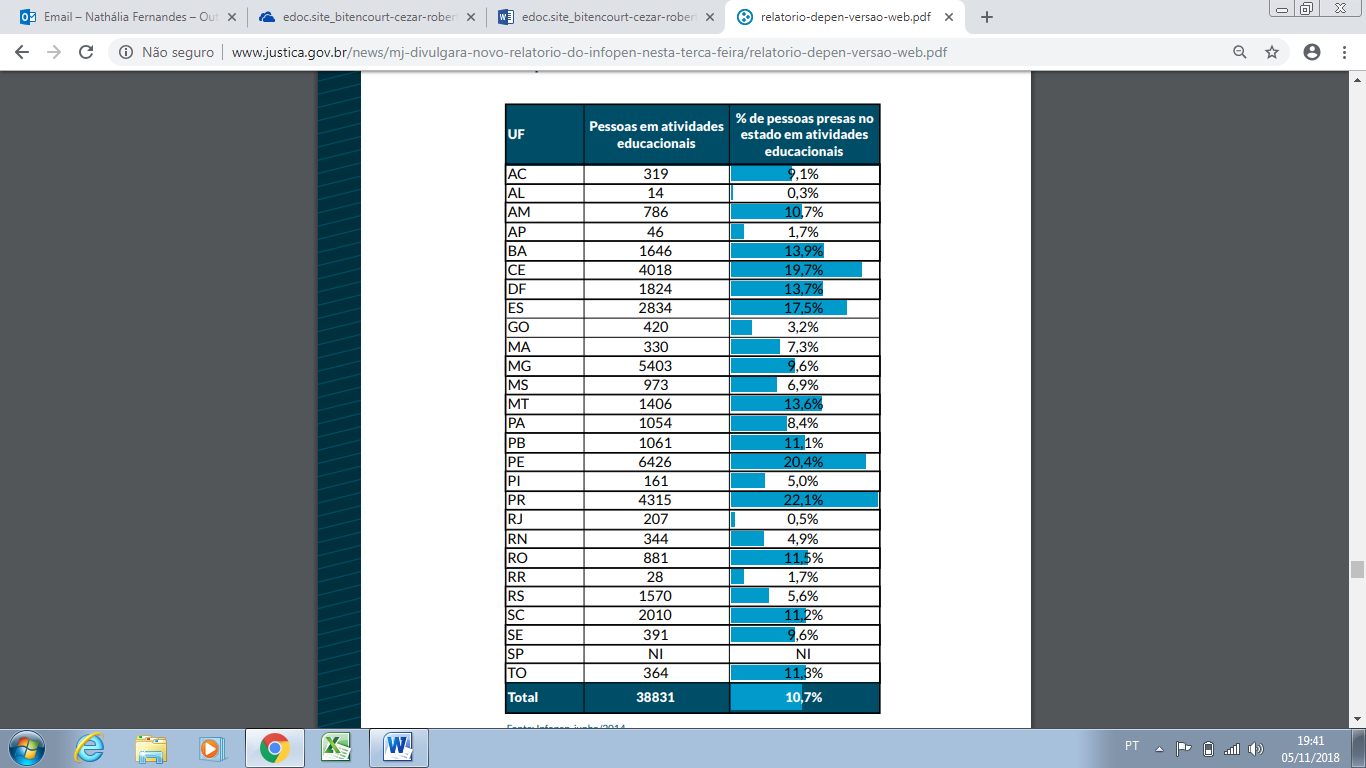 Email – Nathália Fernandes – Out
edoc.site_bitencourt-cezar-robert
edoc.site_bitencourt-cezar-robert
relatorio-depen-versao-web.pdf
Não seguro | www.justica.gov.br/news/mj-divulgara-novo-relatorio-do-infopen-nesta-terca-feira/relatorio-depen-versao-web.pdf
UF Pessoas em atividades educacionais % de pessoas presas no estado em atividades educacionais
AC 319 9,1%
AL 14 0,3%
AM 786 10,7%
AP 46 1,7%
BA 1646 13,9%
CE 4018 19,7%
DF 1824 13,7%
ES 2834 17,5%
GO 420 3,2%
MA 330 7,3%
MG 5403 9,6%
MS 973 6,9%
MT 1406 13,6%
PA 1054 8,4%
PB 1061 11,1%
PE 6426 20,4%
PI 161 5,0%
PR 4315 22,1%
RJ 207 0,5%
RN 344 4,9%
RO 881 11,5%
RR 28 1,7%
RS 1570 5,6%
SC 2010 11,2%
SE 391 9,6%
SP NI NI
TO 364 11,3%
Total 38831 10,7%
Fonte: Infopen, junho/2014
PT
19:41
05/11/2018